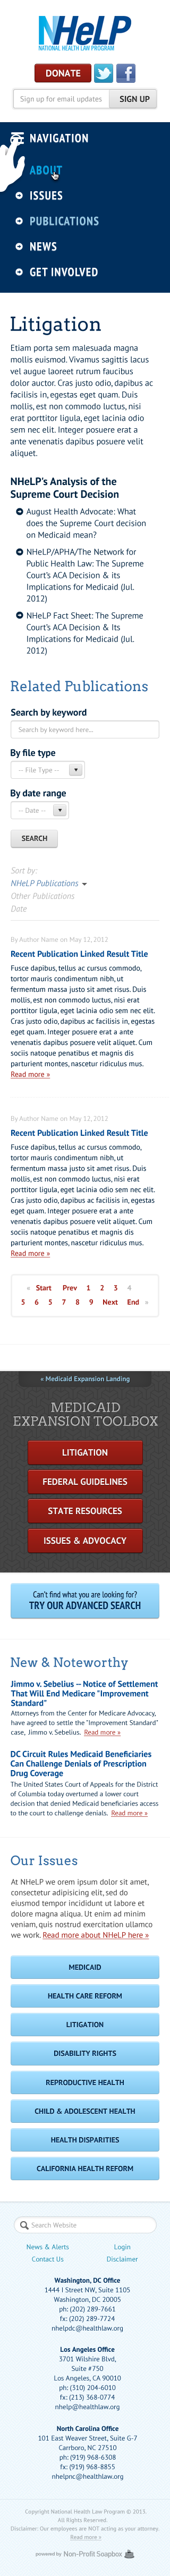 NHeLP
NATIONAL HEALTH LAW PROGRAM
DONATE
Sign up for email updates
SIGN UP
NAVIGATION
ABOUT
ISSUES
PUBLICATIONS
NEWS
GET INVOLVED
Litigation
Etiam porta sem malesuada magna
mollis euismod. Vivamus sagittis lacus
vel augue laoreet rutrum faucibus
dolor auctor. Cras justo odio, dapibus ac
facilisis in, egestas eget quam. Duis
mollis, est non commodo luctus, nisi
erat porttitor ligula, eget lacinia odio
sem nec elit. Integer posuere erat a
ante venenatis dapibus posuere velit
aliquet.
NHeLP's Analysis of the
Supreme Court Decision
August Health Advocate: What
does the Supreme Court decision
on Medicaid mean?
NHeLP/APHA/The Network for
Public Health Law: The Supreme
Court's ACA Decision & its
Implications for Medicaid (Jul.
2012)
NHeLP Fact Sheet: The Supreme
Court's ACA Decision & Its
Implications for Medicaid (Jul.
2012)
Related Publications
Search by keyword
Search by keyword here...
By file type
-- File Type --
By date range
-- Date --
SEARCH
Sort by:
NHeLP Publications
Other Publications
Date
By Author Name on May 12, 2012
Recent Publication Linked Result Title
Fusce dapibus, tellus ac cursus commodo,
tortor mauris condimentum nibh, ut
fermentum massa justo sit amet risus. Duis
mollis, est non commodo luctus, nisi erat
porttitor ligula, eget lacinia odio sem nec elit.
Cras justo odio, dapibus ac facilisis in, egestas
eget quam. Integer posuere erat a ante
venenatis dapibus posuere velit aliquet. Cum
sociis natoque penatibus et magnis dis
parturient montes, nascetur ridiculus mus.
Read more »
By Author Name on May 12, 2012
Recent Publication Linked Result Title
Fusce dapibus, tellus ac cursus commodo,
tortor mauris condimentum nibh, ut
fermentum massa justo sit amet risus. Duis
mollis, est non commodo luctus, nisi erat
porttitor ligula, eget lacinia odio sem nec elit.
Cras justo odio, dapibus ac facilisis in, egestas
eget quam. Integer posuere erat a ante
venenatis dapibus posuere velit aliquet. Cum
sociis natoque penatibus et magnis dis
parturient montes, nascetur ridiculus mus.
Read more »
« Start Prev 1 2 3 4
5 6 5 7 8 9 Next End »
« Medicaid Expansion Landing
MEDICAID
EXPANSION TOOLBOX
LITIGATION
FEDERAL GUIDELINES
STATE RESOURCES
ISSUES & ADVOCACY
Can't find what you are looking for?
TRY OUR ADVANCED SEARCH
New & Noteworthy
Jimmo v. Sebelius -- Notice of Settlement
That Will End Medicare "Improvement
Standard"
Attorneys from the Center for Medicare Advovacy,
have agreed to settle the "Improvement Standard"
case, Jimmo v. Sebelius. Read more »
DC Circuit Rules Medicaid Beneficiaries
Can Challenge Denials of Prescription
Drug Coverage
The United States Court of Appeals for the District
of Columbia today overturned a lower court
decision that denied Medicaid beneficiaries access
to the court to challenge denials. Read more »
Our Issues
At NHeLP we orem ipsum dolor sit amet,
consectetur adipisicing elit, sed do
eiusmod tempor incididunt ut labore et
dolore magna aliqua. Ut enim ad minim
veniam, quis nostrud exercitation ullamco
we work. Read more about NHeLP here »
MEDICAID
HEALTH CARE REFORM
LITIGATION
DISABILITY RIGHTS
REPRODUCTIVE HEALTH
CHILD & ADOLESCENT HEALTH
HEALTH DISPARITIES
CALIFORNIA HEALTH REFORM
Search Website
News & Alerts Login
Contact Us Disclaimer
Washington, DC Office
1444 I Street NW, Suite 1105
Washington, DC 20005
ph: (202) 289-7661
fx: (202) 289-7724
nhelpdc@healthlaw.org
Los Angeles Office
3701 Wilshire Blvd,
Suite #750
Los Angeles, CA 90010
ph: (310) 204-6010
fx: (213) 368-0774
nhelp@healthlaw.org
North Carolina Office
101 East Weaver Street, Suite G-7
Carrboro, NC 27510
ph: (919) 968-6308
fx: (919) 968-8855
nhelpnc@healthlaw.org
Copyright National Health Law Program © 2013.
All Rights Reserved.
Disclaimer: Our employees are NOT acting as your attorney.
Read more »
powered by Non-Profit Soapbox